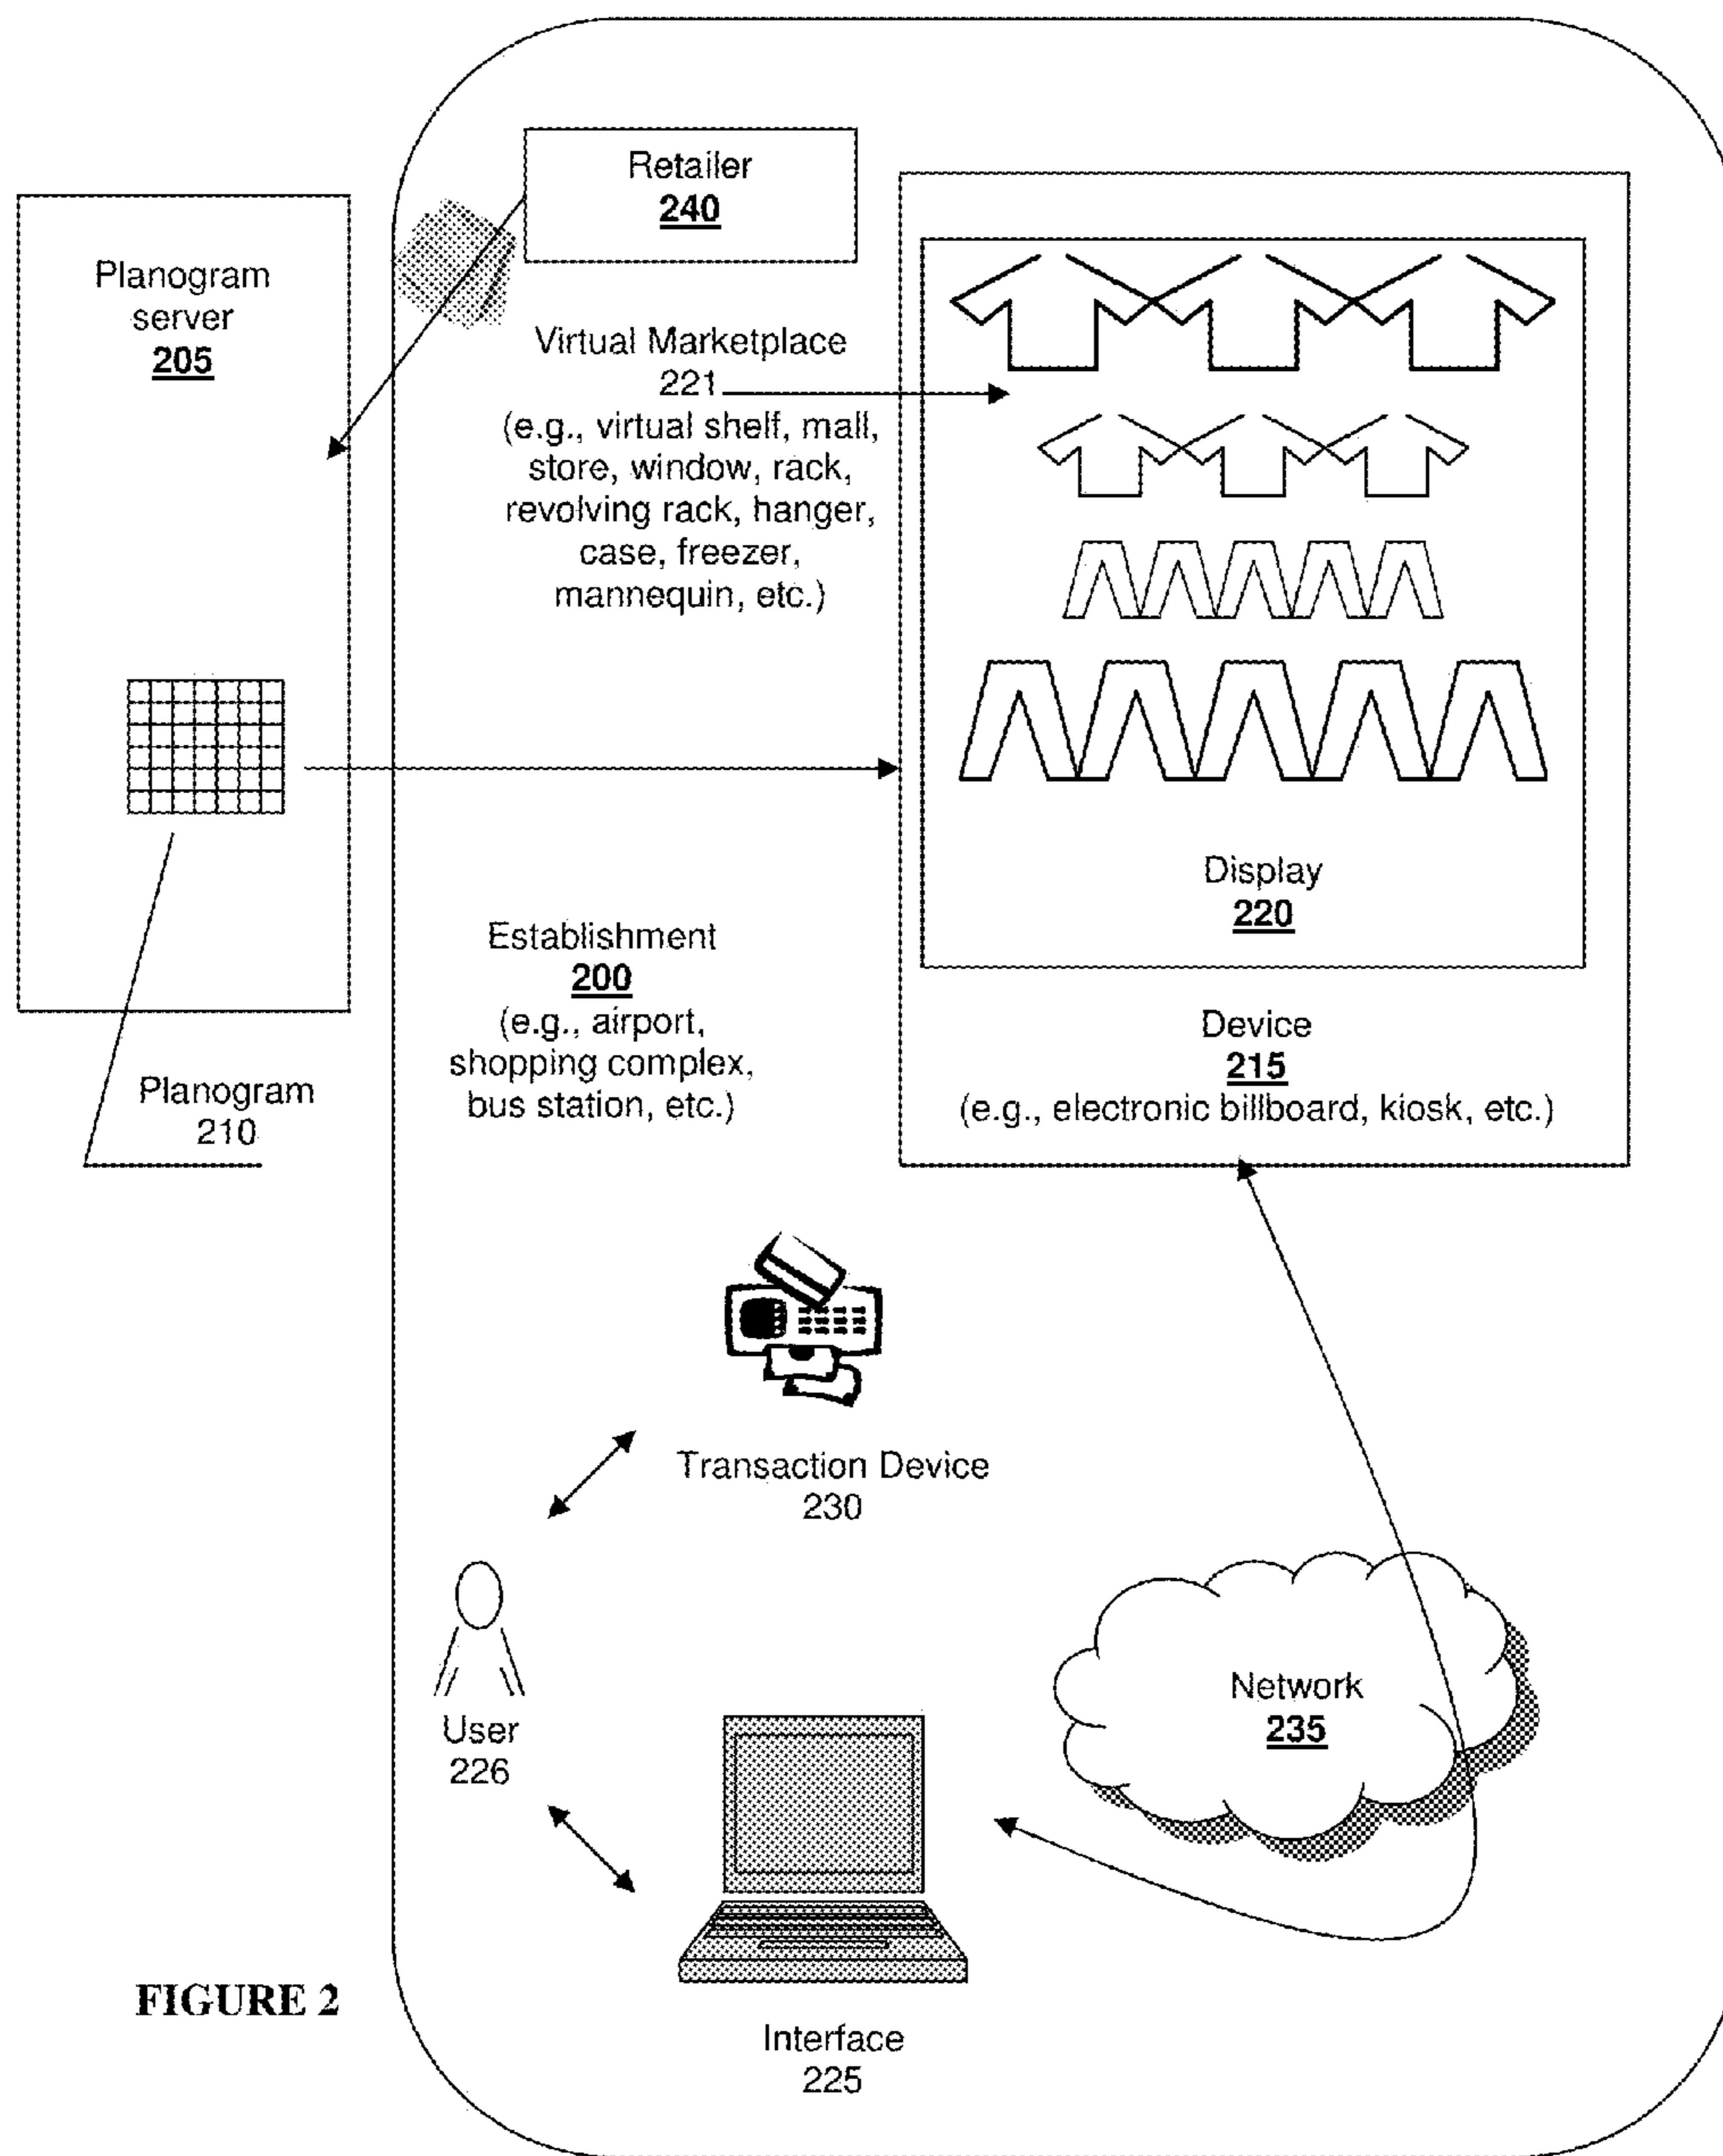 Retailer
240
Planogram
server
205
Virtual Marketplace
221
(e.g., virtual shelf, mall,
store, window, rack,
revolving rack, hanger,
case, freezer,
mannequin, etc.)
Display
220
Establishment
200
(e.g., airport,
shopping complex,
bus station, etc.)
Device
215
(e.g., electronic billboard, kiosk, etc.)
Planogram
210
Transaction Device
230
User
226
Network
235
FIGURE 2
Interface
225